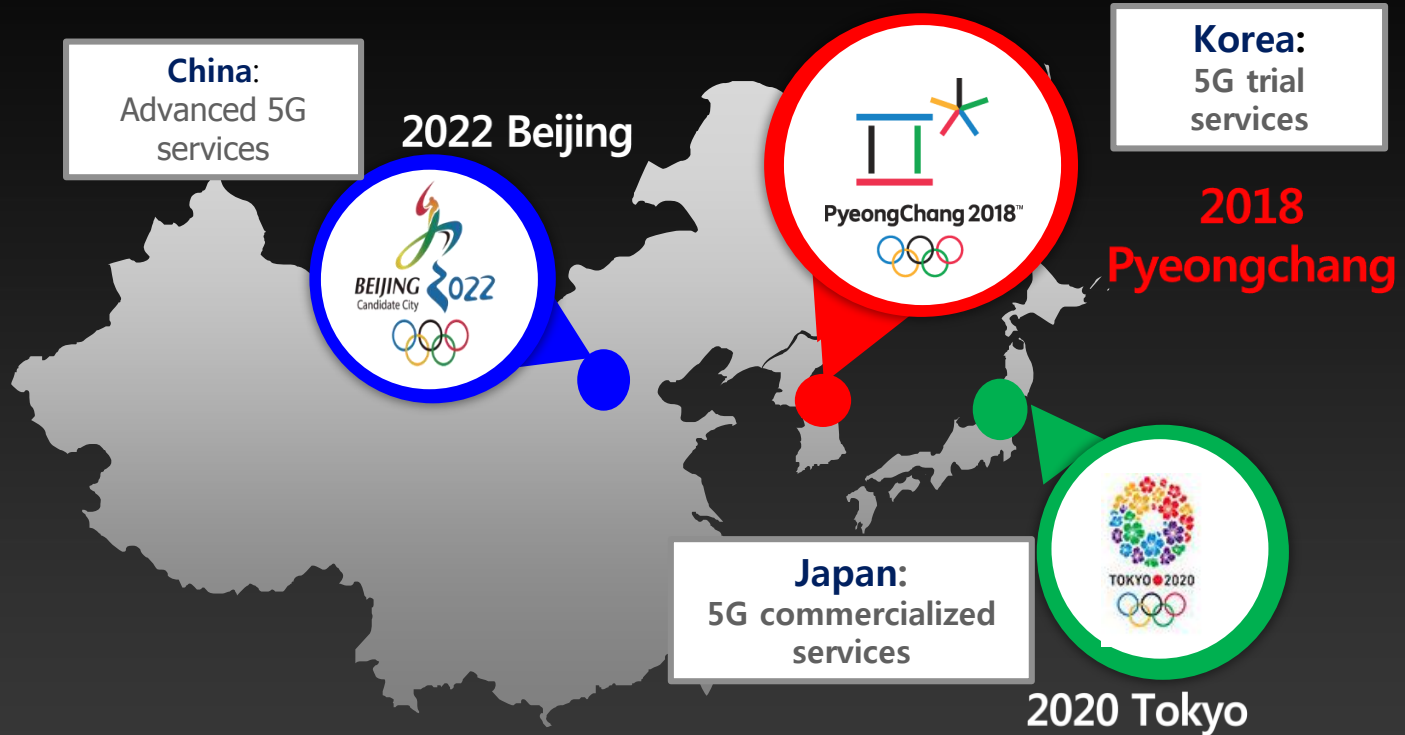 China:
Advanced 5G
services
2022 Beijing
BEIJING 2022
Candidate City
PyeongChang 2018™
Korea:
5G trial
services
2018
Pyeongchang
Japan:
5G commercialized
services
TOKYO 2020
2020 Tokyo